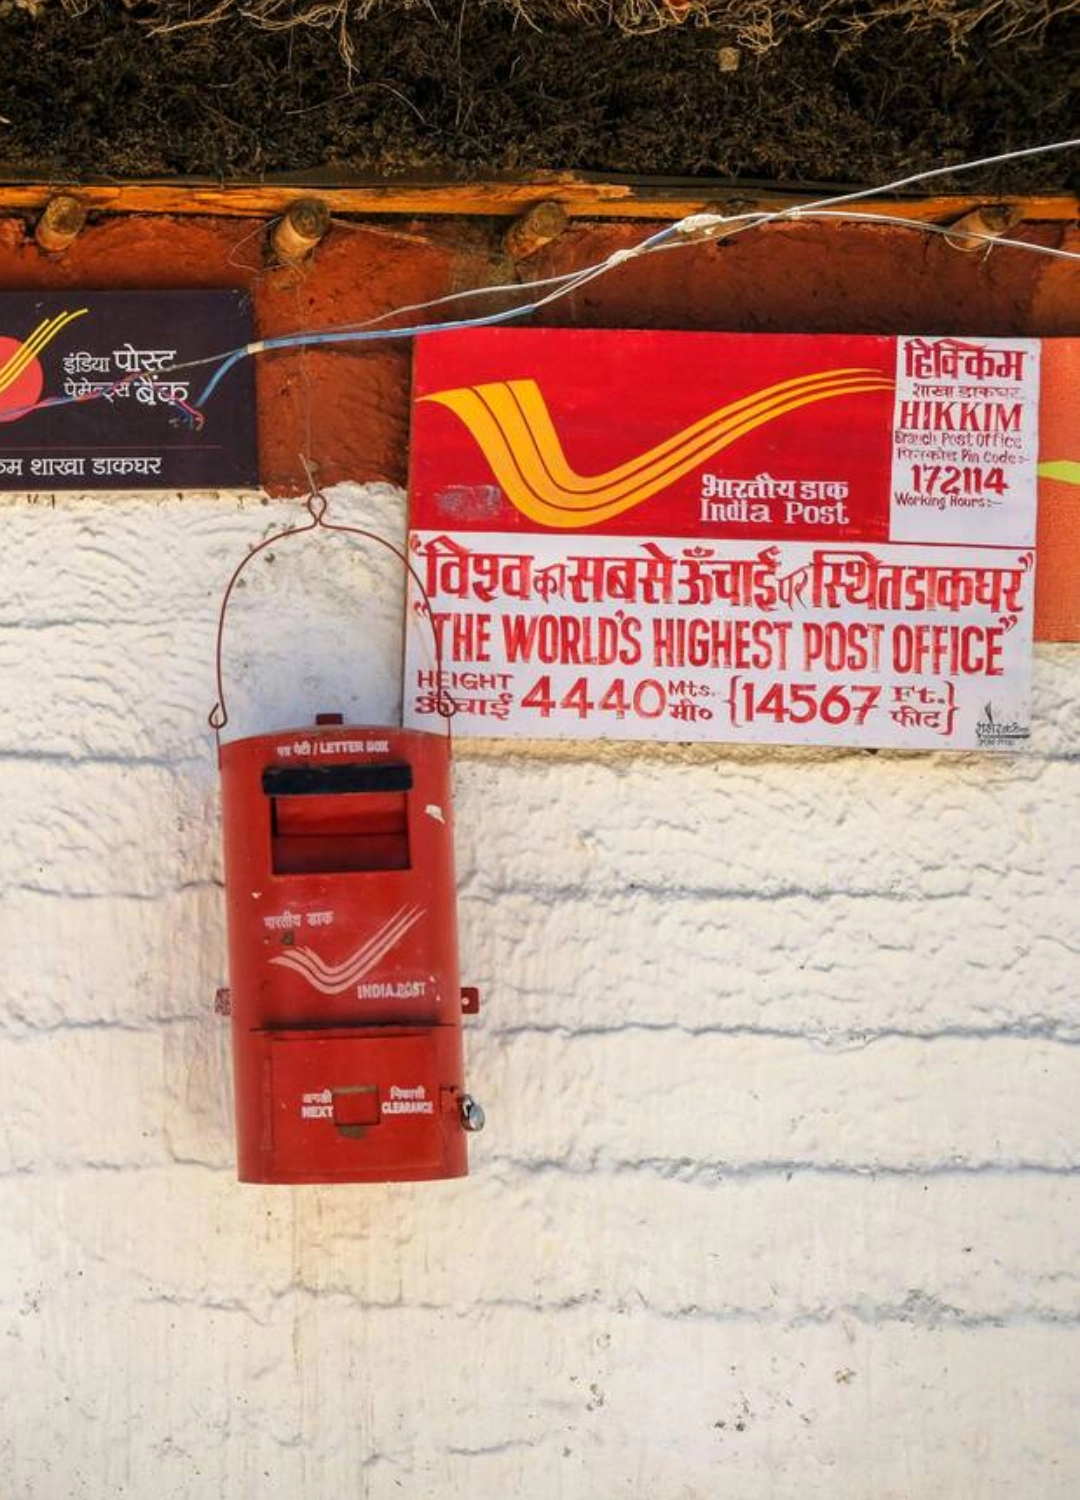 इंडिया पोस्ट
पेमेन्ट्स बैंक
शाखा डाकघर
हिक्किम
शाखा डाकघर
HIKKIM
Branch Post Office
पिनकोड Pin Code:-
172114
Working Hours:-
भारतीय डाक
India Post
"विश्व का सबसे ऊँचाई पर स्थित डाकघर"
"THE WORLD'S HIGHEST POST OFFICE"
HEIGHT
ऊँचाई
4440 Mts. मी० {14567 Ft. फीट}
पत्र पेटी / LETTER BOX
भारतीय डाक
INDIA POST
अगली
NEXT
निकासी
CLEARANCE